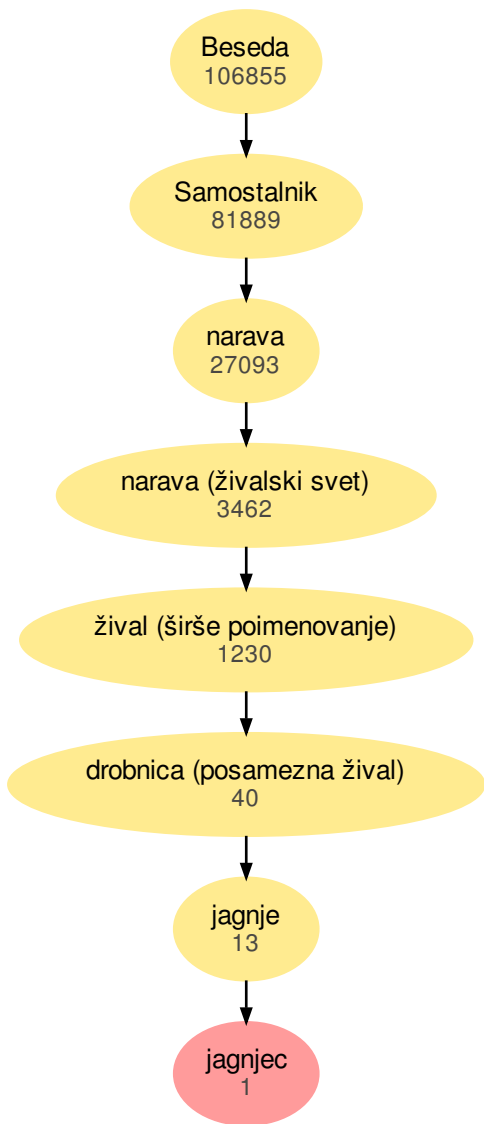 Beseda
106855
Samostalnik
81889
narava
27093
narava (živalski svet)
3462
žival (širše poimenovanje)
1230
drobnica (posamezna žival)
40
jagnje
13
jagnjec
1